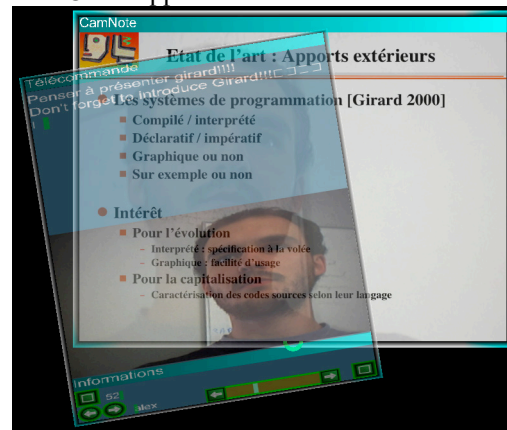 CamNote
Etat de l'art : Apports extérieurs
Télécommande
Penser à présenter girard!!!!
Don't forget to introduce Girard!!!
Les systèmes de programmation [Girard 2000]
Compilé / interprété
Déclaratif / impératif
Graphique ou non
Sur exemple ou non
Intérêt
Pour l'évolution
– Interprété : spécification à la volée
– Graphique : facilité d'usage
Pour la capitalisation
– Caractérisation des codes sources selon leur langage
Informations
52
alex